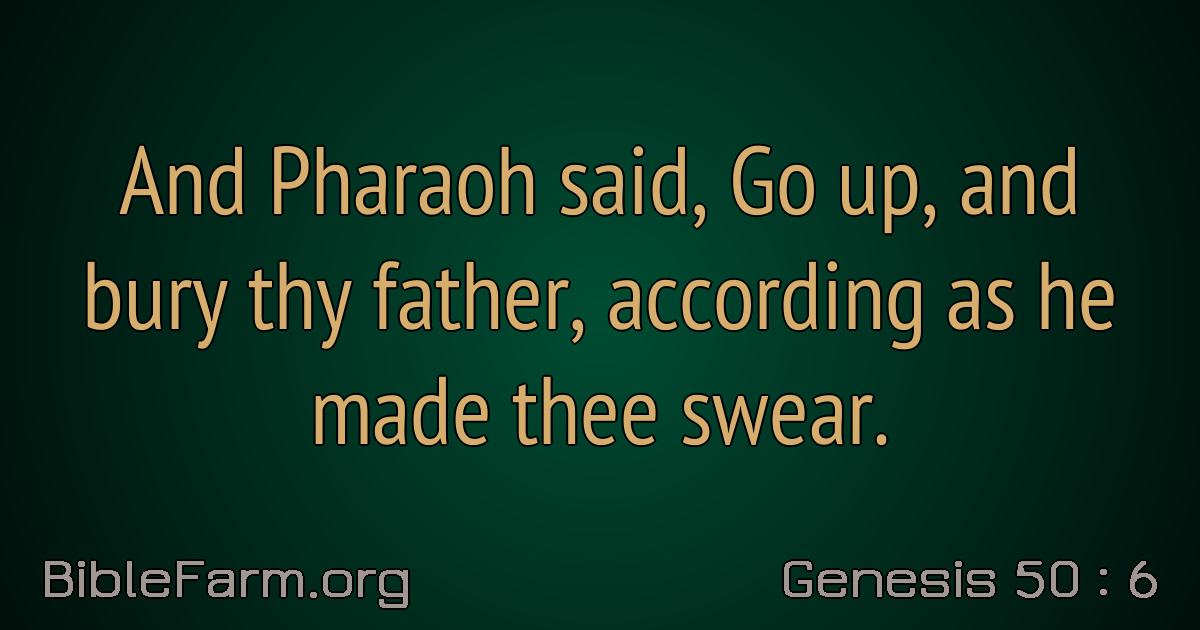 And Pharaoh said, Go up, and
bury thy father, according as he
made thee swear.
BibleFarm.org
Genesis 50 : 6